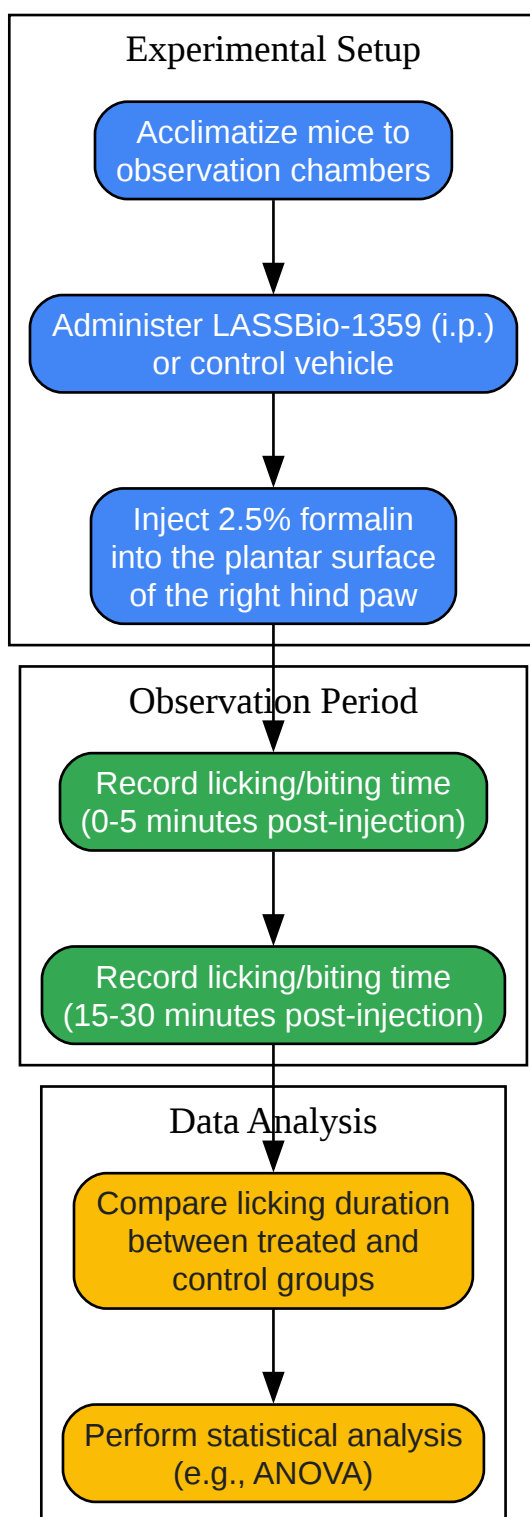 Experimental Setup
Acclimatize mice to
observation chambers
Administer LASSBio-1359 (i.p.)
or control vehicle
Inject 2.5% formalin
into the plantar surface
of the right hind paw
Observation Period
Record licking/biting time
(0-5 minutes post-injection)
Record licking/biting time
(15-30 minutes post-injection)
Data Analysis
Compare licking duration
between treated and
control groups
Perform statistical analysis
(e.g., ANOVA)